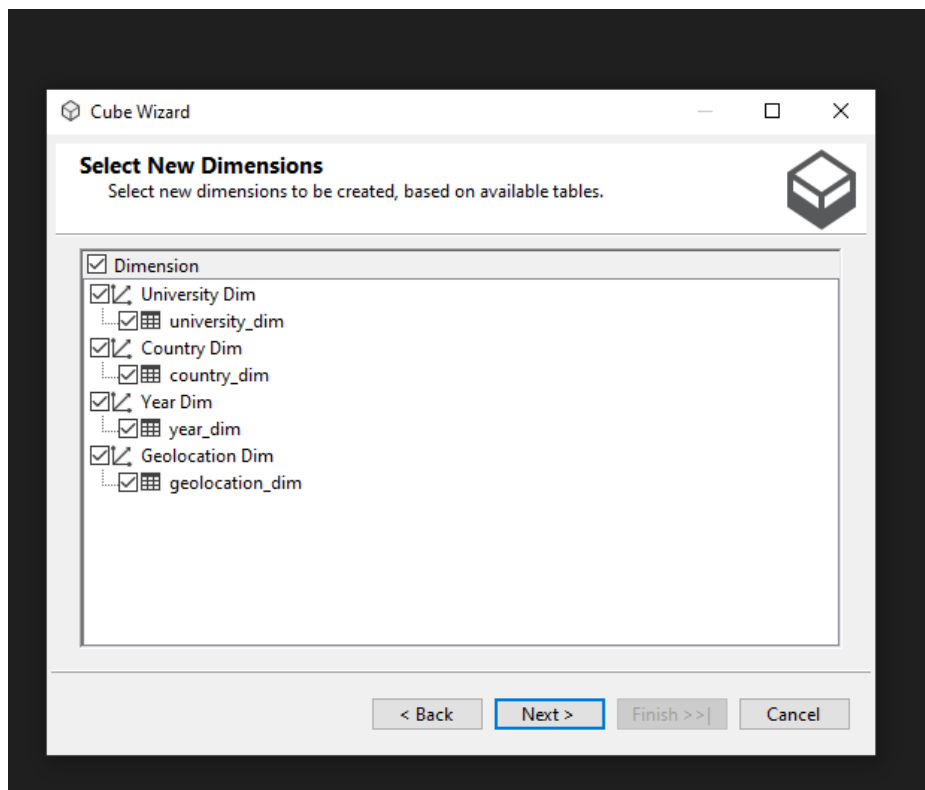 Cube Wizard
Select New Dimensions
Select new dimensions to be created, based on available tables.
Dimension
University Dim
university_dim
Country Dim
country_dim
Year Dim
year_dim
Geolocation Dim
geolocation_dim
< Back Next > Finish >>| Cancel